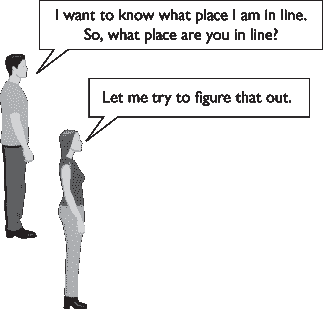 I want to know what place I am in line.
So, what place are you in line?
Let me try to figure that out.